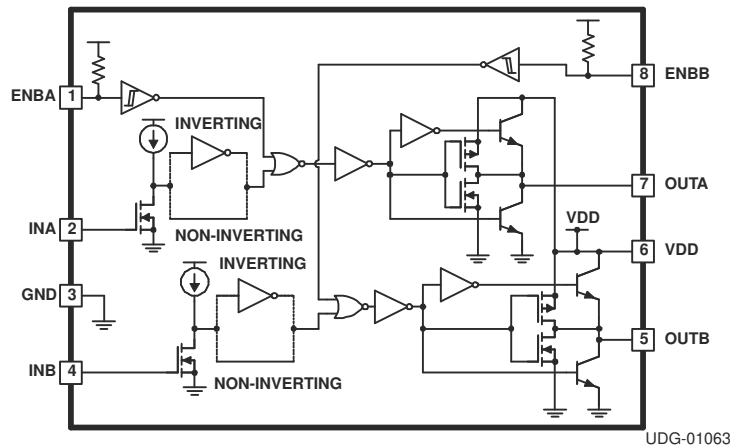 ENBA 1
8 ENBB
INVERTING
7 OUTA
INA 2
VDD
NON-INVERTING
6 VDD
INVERTING
GND 3
5 OUTB
INB 4
NON-INVERTING
UDG-01063